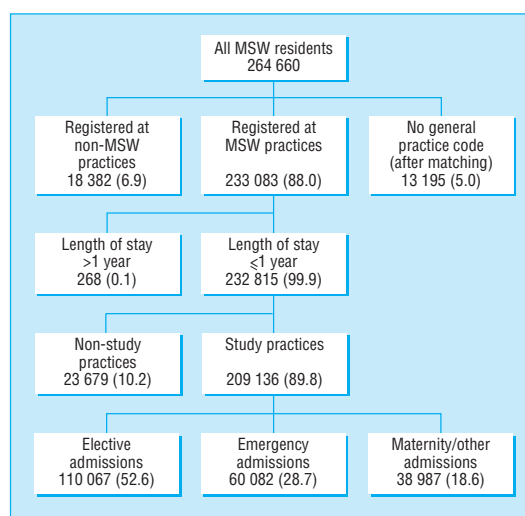 All MSW residents
264 660
Registered at
non-MSW
practices
18 382 (6.9)
Registered at
MSW practices
233 083 (88.0)
No general
practice code
(after matching)
13 195 (5.0)
Length of stay
>1 year
268 (0.1)
Length of stay
⩽1 year
232 815 (99.9)
Non-study
practices
23 679 (10.2)
Study practices
209 136 (89.8)
Elective
admissions
110 067 (52.6)
Emergency
admissions
60 082 (28.7)
Maternity/other
admissions
38 987 (18.6)